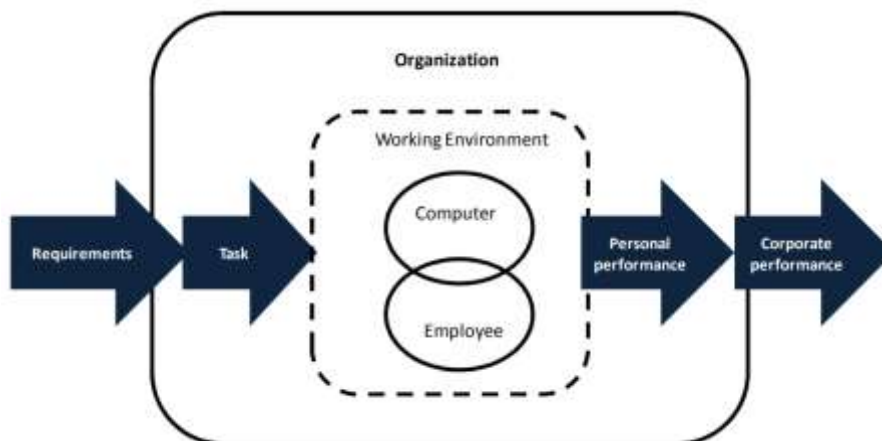 Organization
Working Environment
Computer
Requirements
Task
Personal
performance
Corporate
performance
Employee